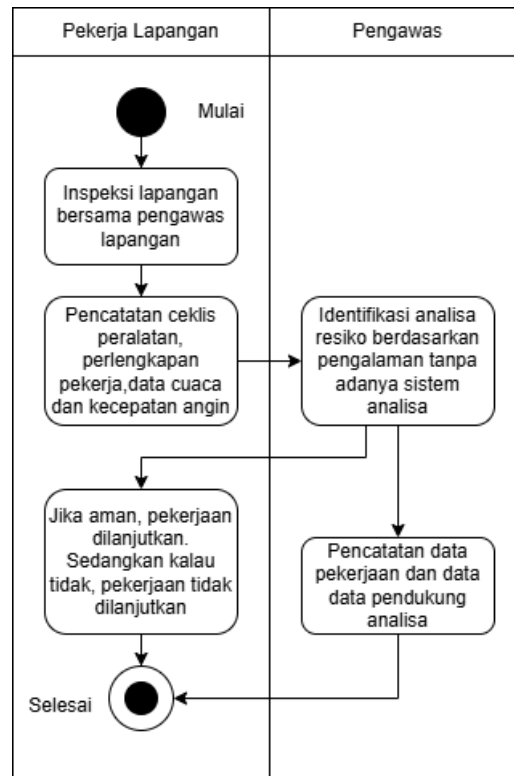 Pekerja Lapangan
Pengawas
Mulai
Inspeksi lapangan
bersama pengawas
lapangan
Pencatatan ceklis
peralatan,
perlengkapan
pekerja,data cuaca
dan kecepatan angin
Identifikasi analisa
resiko berdasarkan
pengalaman tanpa
adanya sistem
analisa
Jika aman, pekerjaan
dilanjutkan.
Sedangkan kalau
tidak, pekerjaan tidak
dilanjutkan
Pencatatan data
pekerjaan dan data
data pendukung
analisa
Selesai